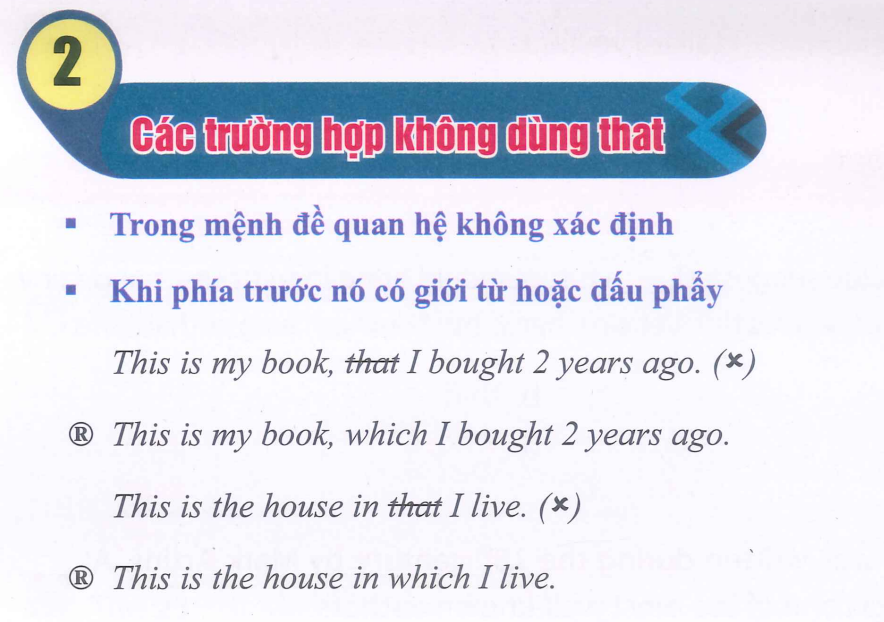 2
Các trường hợp không dùng that
▪ Trong mệnh đề quan hệ không xác định
▪ Khi phía trước nó có giới từ hoặc dấu phẩy
This is my book, that I bought 2 years ago. (×)
® This is my book, which I bought 2 years ago.
This is the house in that I live. (×)
® This is the house in which I live.